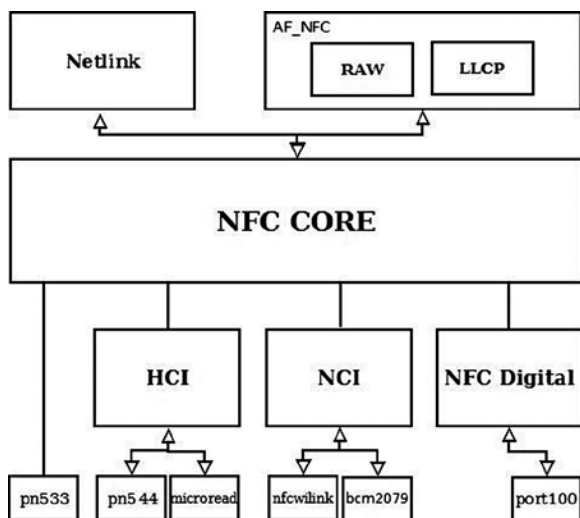 Netlink
AF_NFC
RAW
LLCP
NFC CORE
HCI
NCI
NFC Digital
pn533
pn544
microread
nfcwilink
bcm2079
port100